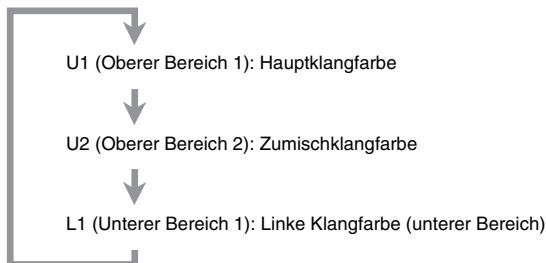 U1 (Oberer Bereich 1): Hauptklangfarbe
U2 (Oberer Bereich 2): Zumischklangfarbe
L1 (Unterer Bereich 1): Linke Klangfarbe (unterer Bereich)